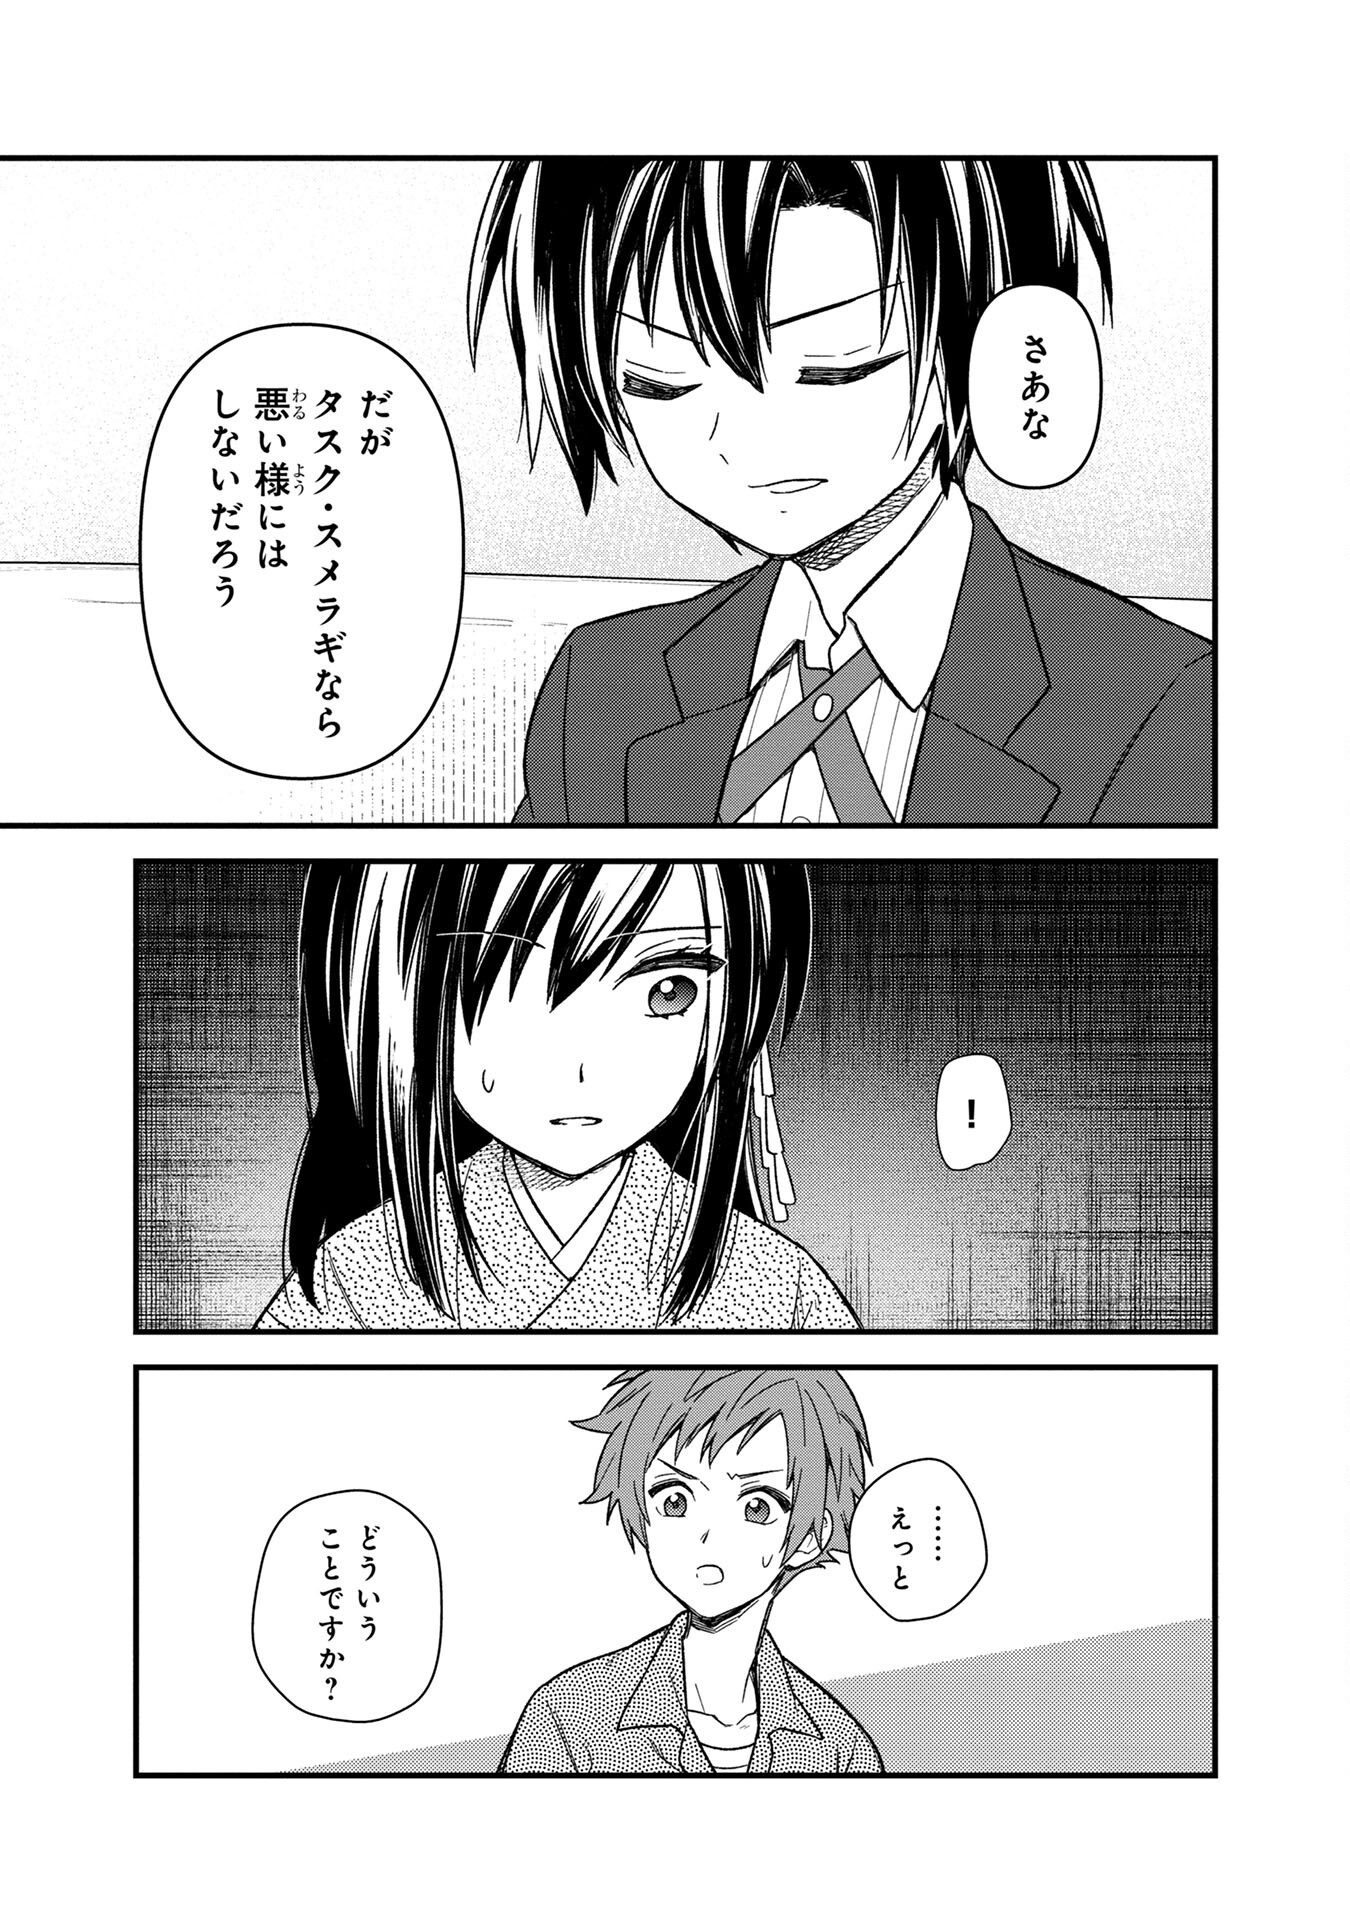 さあな
だが
タスク・スメラギなら
悪い様には
しないだろう
！
……
えっと
どういう
ことですか？